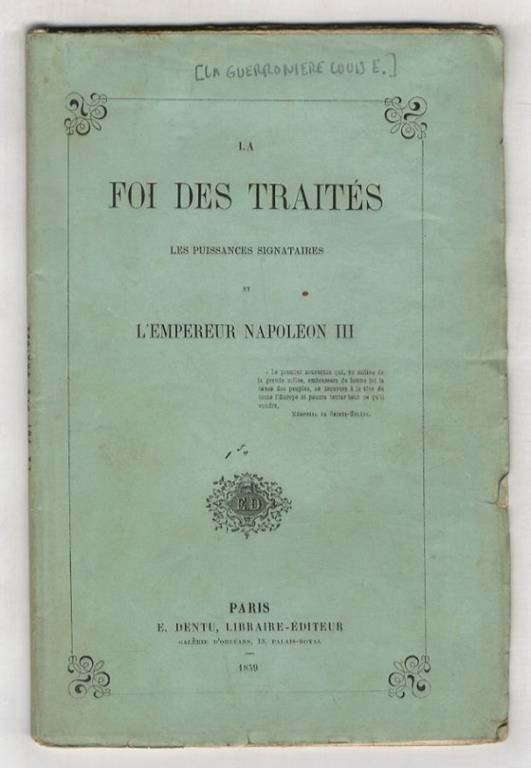 [LA GUERRONIERE LOUIS E.]
LA
FOI DES TRAITÉS
LES PUISSANCES SIGNATAIRES
ET
L'EMPEREUR NAPOLÉON III
« Le premier souverain qui, au milieu de
la grande mêlée, embrassera de bonne foi la
cause des peuples, se trouvera à la tête de
toute l'Europe et pourra tenter tout ce qu'il
voudra.
MÉMORIAL DE SAINTE-HÉLÈNE.
ED
PARIS
E. DENTU, LIBRAIRE-ÉDITEUR
GALERIE D'ORLÉANS, 13, PALAIS-ROYAL
1859